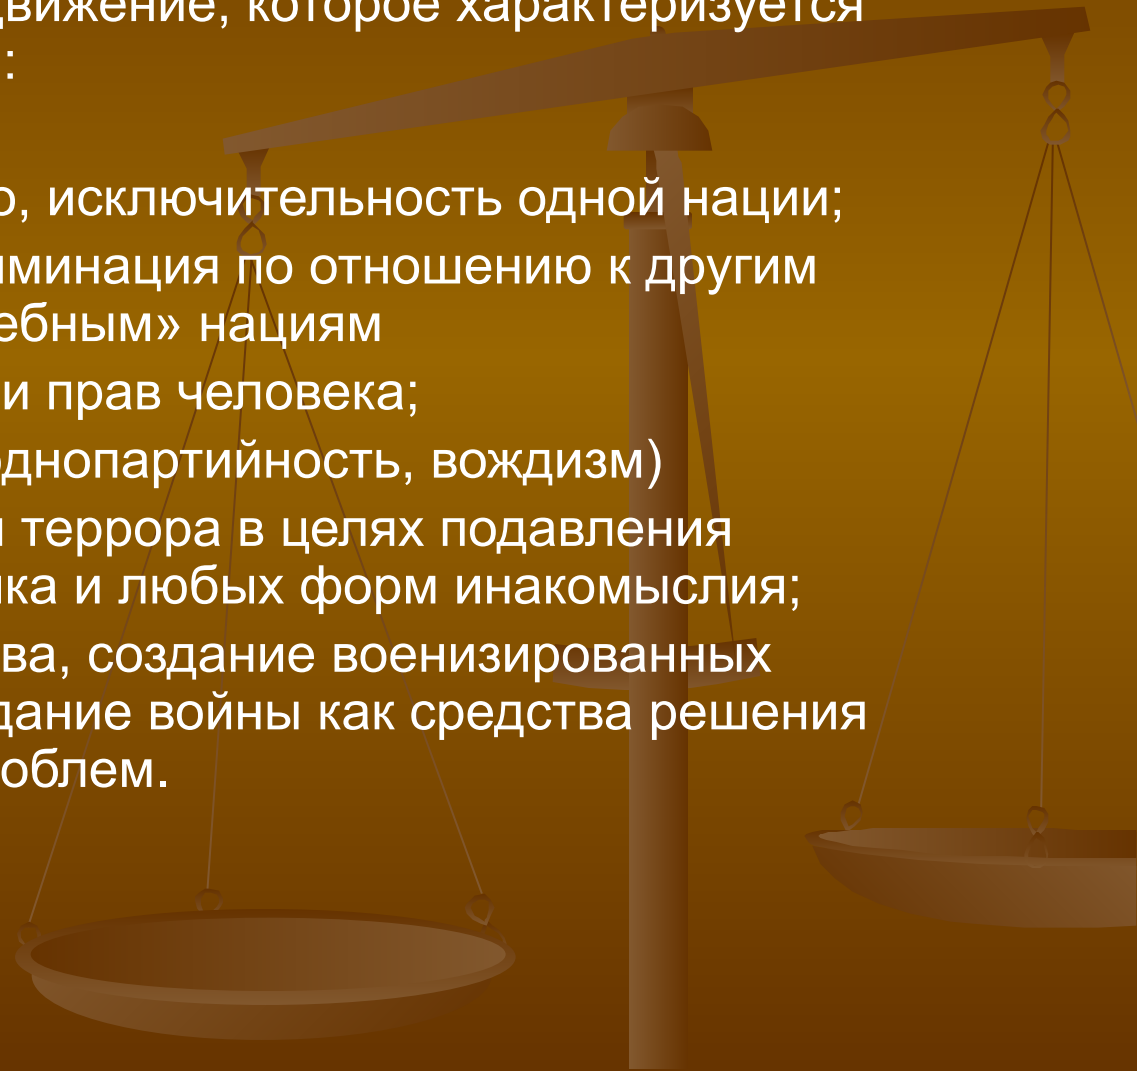 движение, которое характеризуется
:
о, исключительность одной нации;
иминация по отношению к другим
ебным» нациям
и прав человека;
однопартийность, вождизм)
и террора в целях подавления
ика и любых форм инакомыслия;
ва, создание военизированных
дание войны как средства решения
облем.